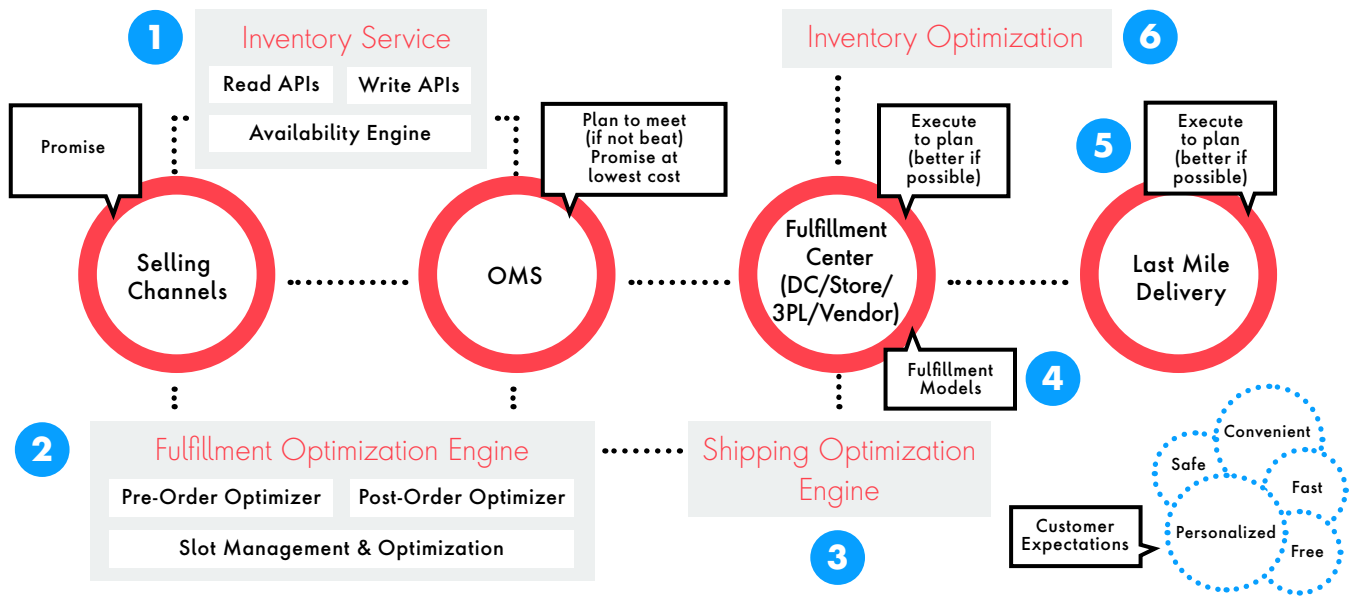 1
Inventory Service
Read APIs
Write APIs
Availability Engine
Inventory Optimization
6
Promise
Plan to meet
(if not beat)
Promise at
lowest cost
Execute
to plan
(better if
possible)
5
Execute
to plan
(better if
possible)
Selling
Channels
OMS
Fulfillment
Center
(DC/Store/
3PL/Vendor)
Last Mile
Delivery
Fulfillment
Models
4
2
Fulfillment Optimization Engine
Pre-Order Optimizer
Post-Order Optimizer
Slot Management & Optimization
Shipping Optimization
Engine
3
Customer
Expectations
Convenient
Safe
Fast
Personalized
Free